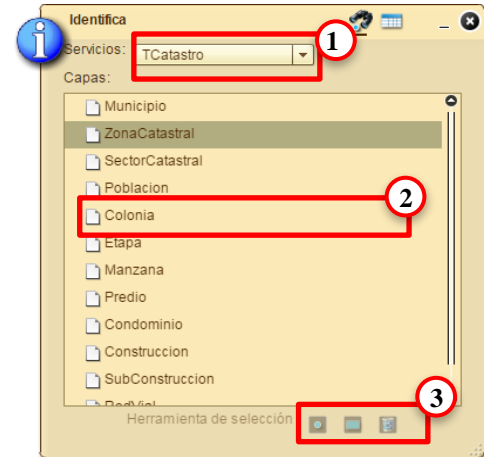 Identifica
Servicios: TCatastro 1
Capas:
Municipio
ZonaCatastral
SectorCatastral
Poblacion
2
Colonia
Etapa
Manzana
Predio
Condominio
Construccion
SubConstruccion
RedVial
3
Herramienta de selección